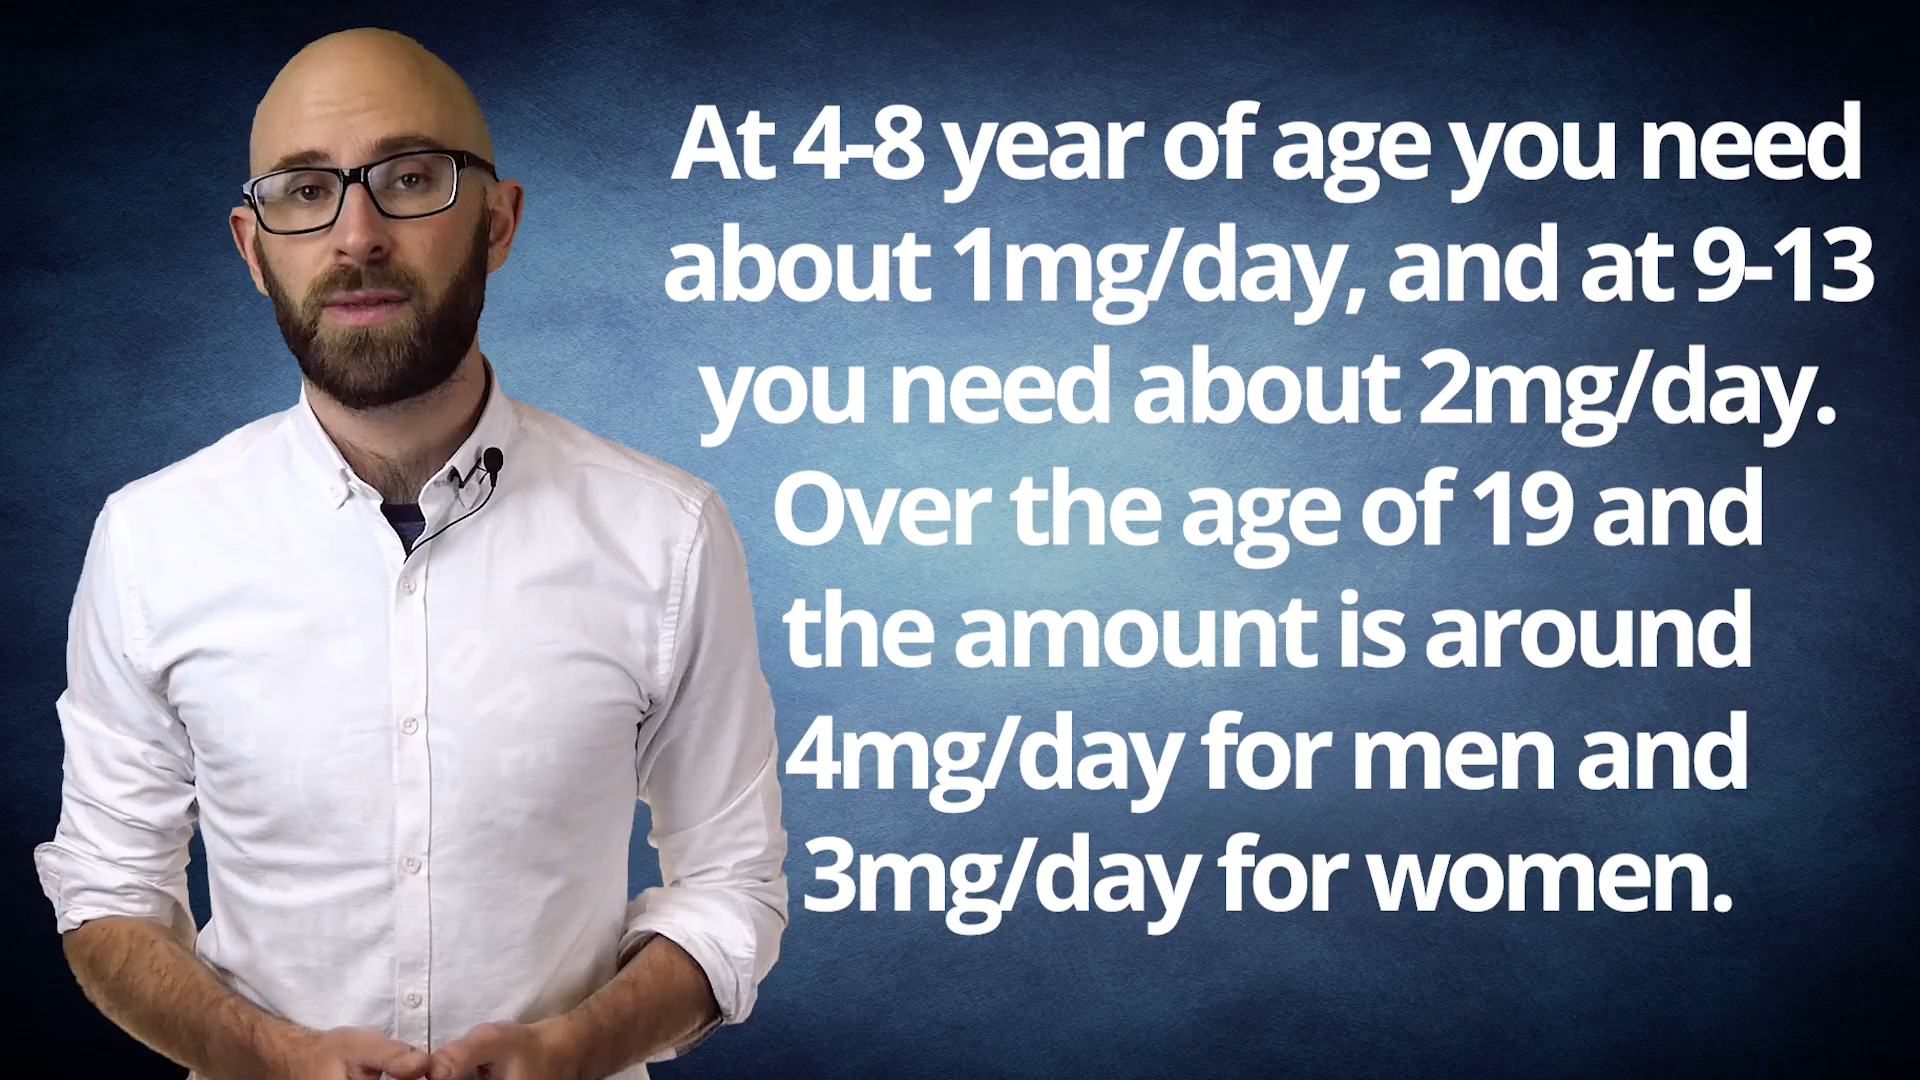 At 4-8 year of age you need
about 1mg/day, and at 9-13
you need about 2mg/day.
Over the age of 19 and
the amount is around
4mg/day for men and
3mg/day for women.